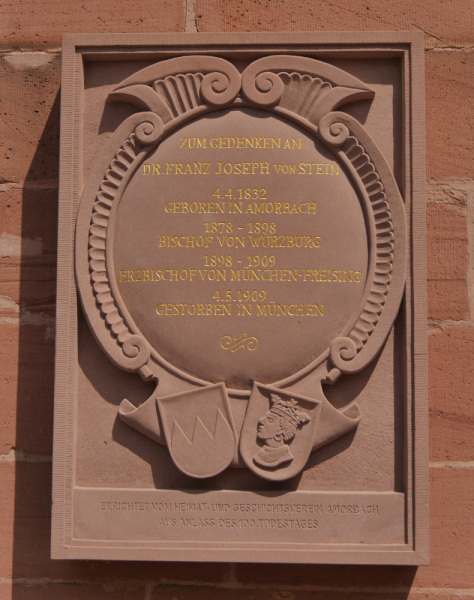 ZUM GEDENKEN AN
DR. FRANZ JOSEPH VON STEIN
4.4.1832
GEBOREN IN AMORBACH
1878 - 1898
BISCHOF VON WÜRZBURG
1898 - 1909
ERZBISCHOF VON MÜNCHEN-FREISING
4.5.1909
GESTORBEN IN MÜNCHEN
ERRICHTET VOM HEIMAT- UND GESCHICHTSVEREIN AMORBACH
AUS ANLASS DES 100. TODESTAGES